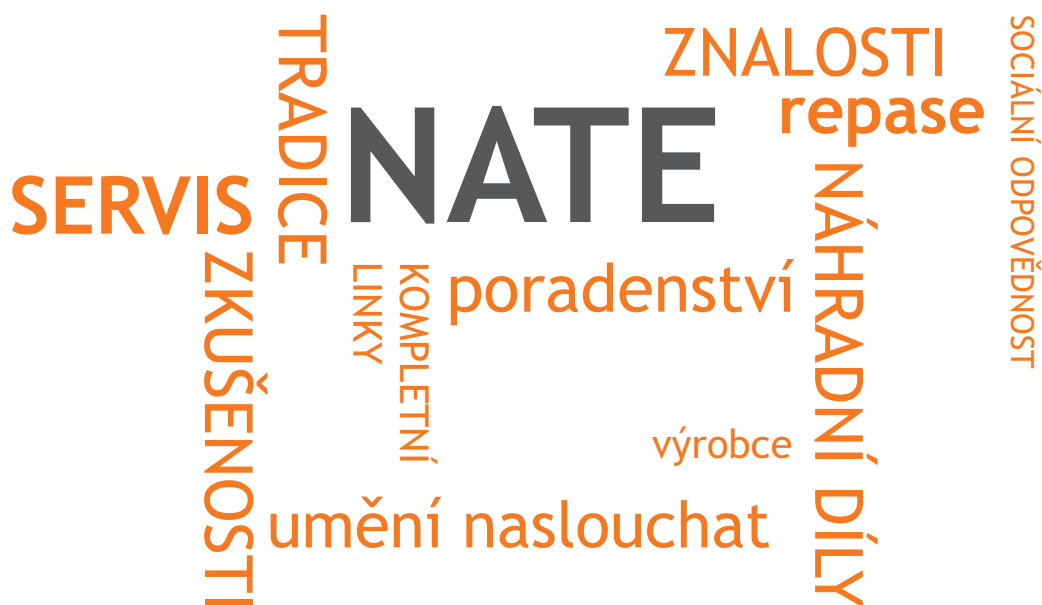 TRADICE
ZNALOSTI
SOCIÁLNÍ ODPOVĚDNOST
NATE
repase
SERVIS
NÁHRADNÍ DÍLY
ZKUŠENOSTI
KOMPLETNÍ
LINKY
poradenství
výrobce
umění naslouchat